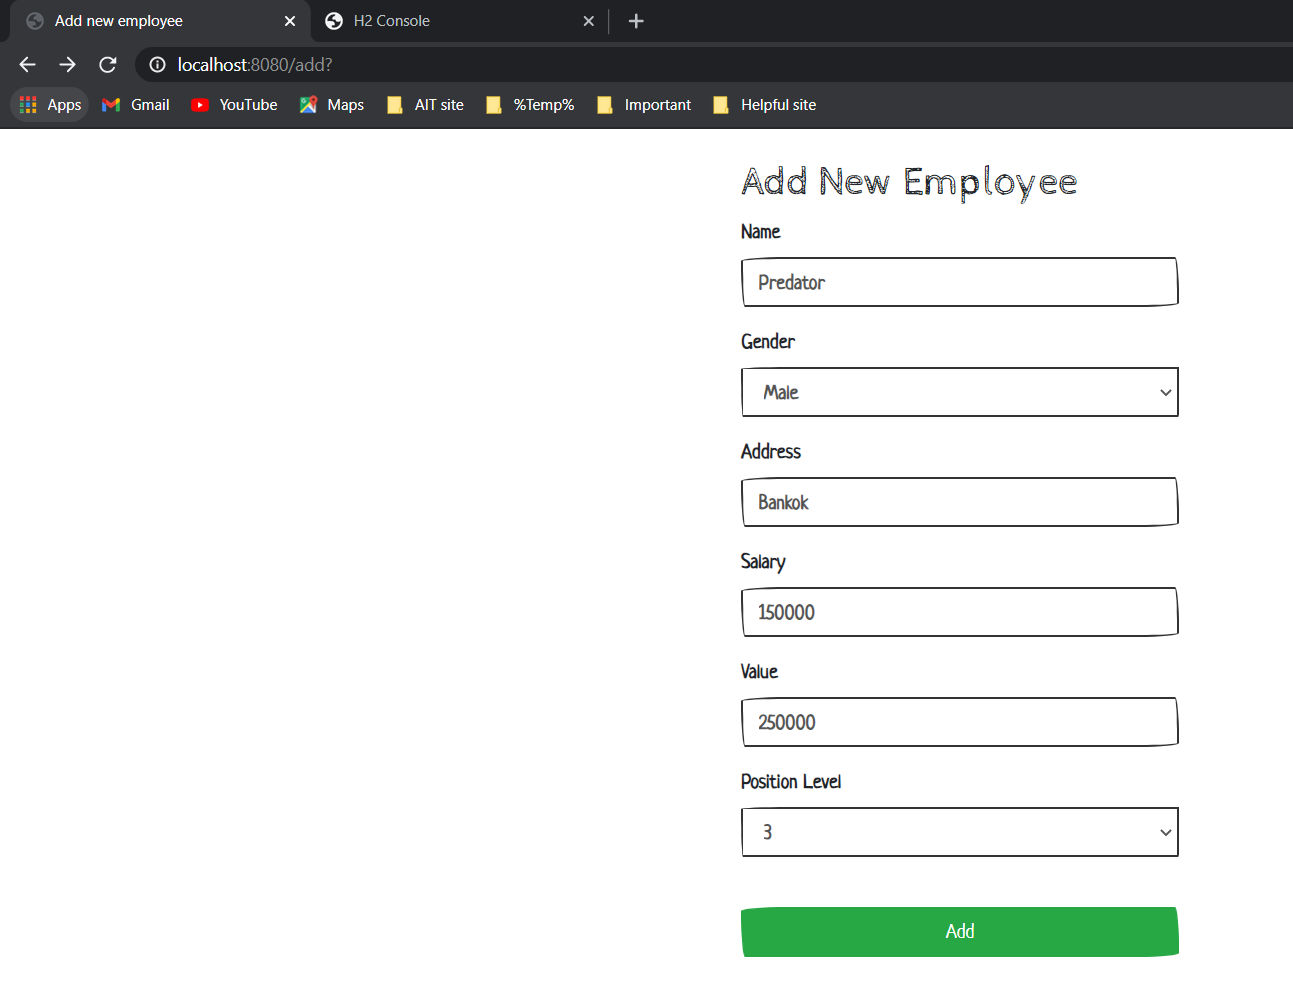 Add new employee
H2 Console
localhost:8080/add?
Apps Gmail YouTube Maps AIT site %Temp% Important Helpful site
Add New Employee
Name
Predator
Gender
Male
Address
Bankok
Salary
150000
Value
250000
Position Level
3
Add